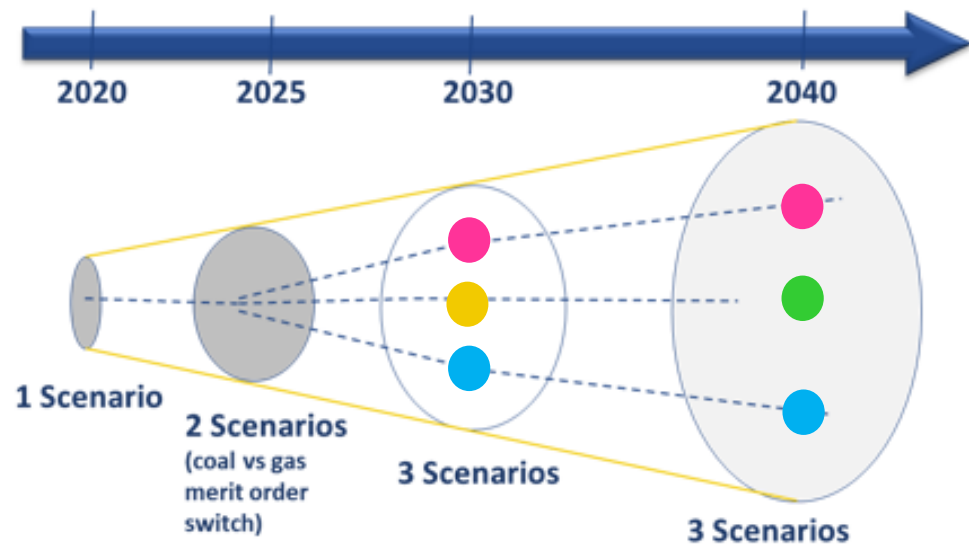 2020
2025
2030
2040
1 Scenario
2 Scenarios
(coal vs gas
merit order
switch)
3 Scenarios
3 Scenarios